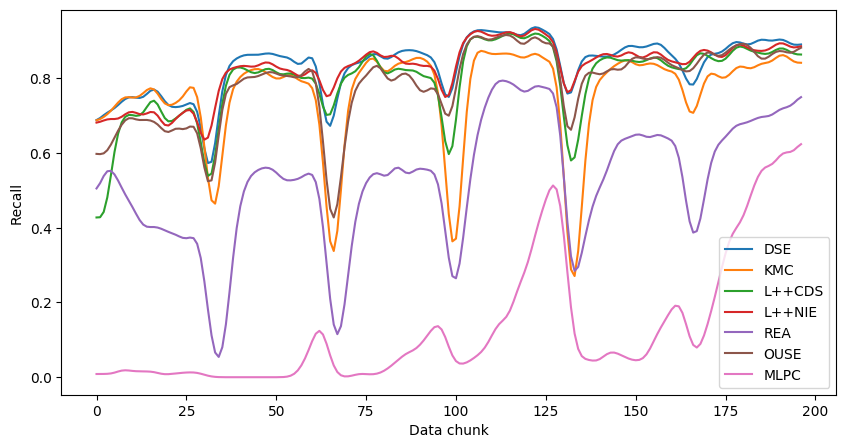 Recall
0.8
0.6
0.4
0.2
0.0
0 25 50 75 100 125 150 175 200
Data chunk
DSE
KMC
L++CDS
L++NIE
REA
OUSE
MLPC